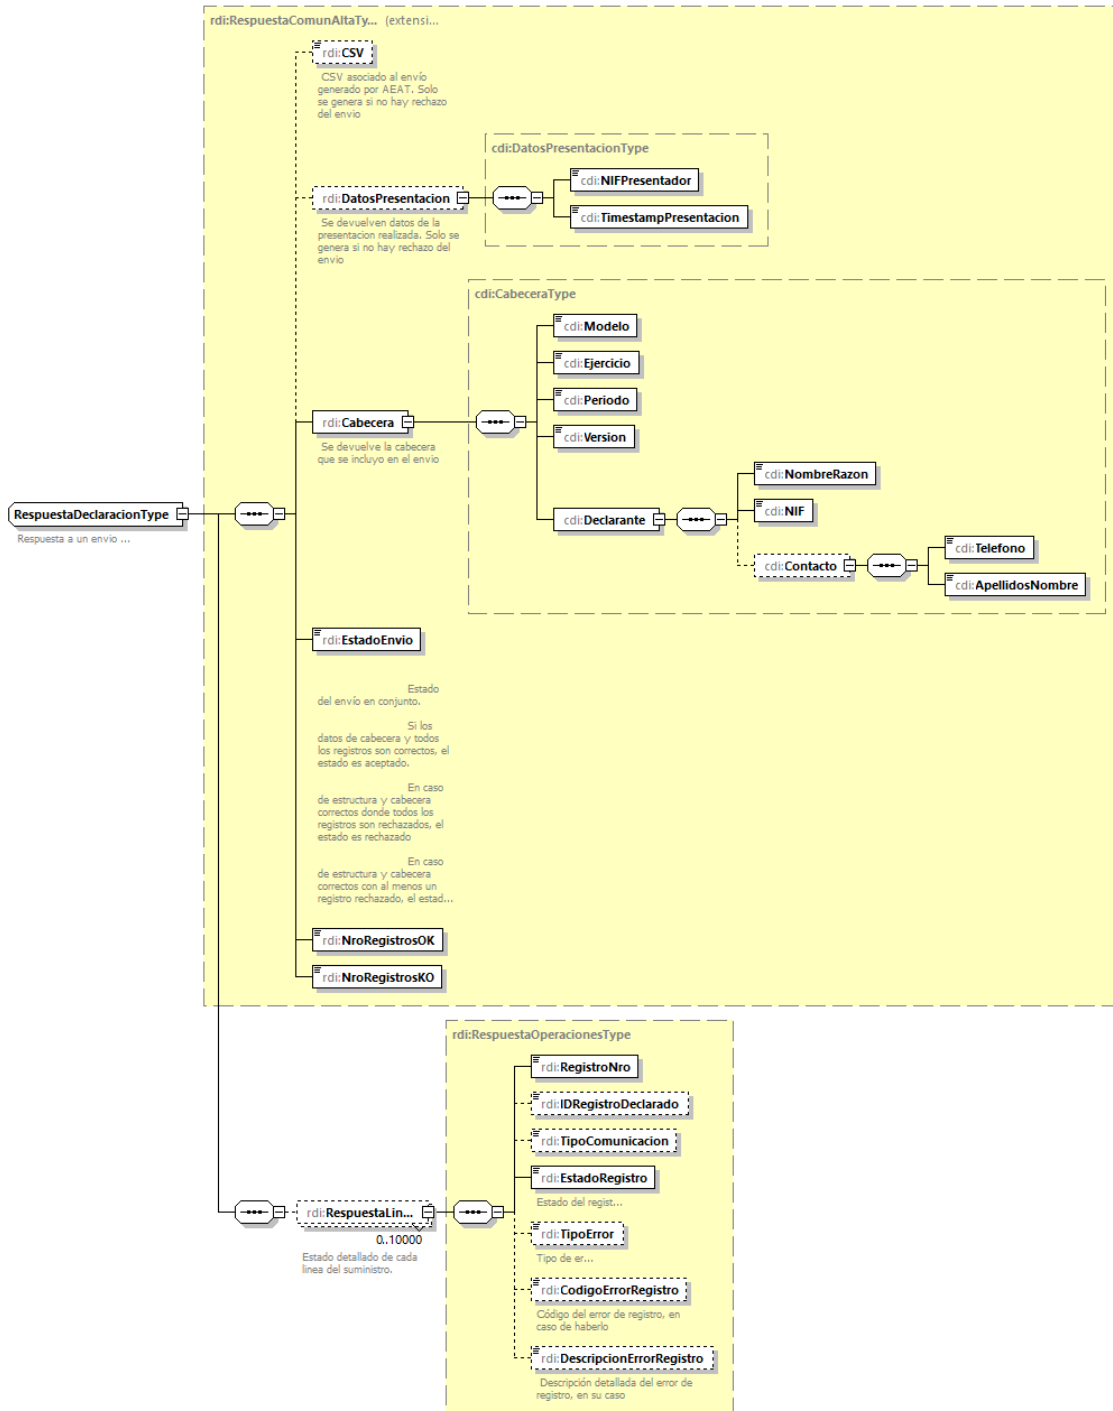 rdi:RespuestaComunAltaTy... (extensi...
rdi:CSV
CSV asociado al envío
generado por AEAT. Solo
se genera si no hay rechazo
del envio
cdi:DatosPresentacionType
rdi:DatosPresentacion
cdi:NIFPresentador
cdi:TimestampPresentacion
Se devuelven datos de la
presentacion realizada. Solo se
genera si no hay rechazo del
envio
cdi:CabeceraType
cdi:Modelo
cdi:Ejercicio
cdi:Periodo
cdi:Version
rdi:Cabecera
Se devuelve la cabecera
que se incluyo en el envio
cdi:Declarante
cdi:NombreRazon
cdi:NIF
cdi:Contacto
cdi:Telefono
cdi:ApellidosNombre
RespuestaDeclaracionType
Respuesta a un envio ...
rdi:EstadoEnvio
Estado
del envío en conjunto.
Si los
datos de cabecera y todos
los registros son correctos, el
estado es aceptado.
En caso
de estructura y cabecera
correctos donde todos los
registros son rechazados, el
estado es rechazado
En caso
de estructura y cabecera
correctos con al menos un
registro rechazado, el estad...
rdi:NroRegistrosOK
rdi:NroRegistrosKO
rdi:RespuestaOperacionesType
rdi:RegistroNro
rdi:IDRegistroDeclarado
rdi:TipoComunicacion
rdi:EstadoRegistro
Estado del regist...
rdi:RespuestaLin...
0..10000
Estado detallado de cada
linea del suministro.
rdi:TipoError
Tipo de er...
rdi:CodigoErrorRegistro
Código del error de registro, en
caso de haberlo
rdi:DescripcionErrorRegistro
Descripción detallada del error de
registro, en su caso